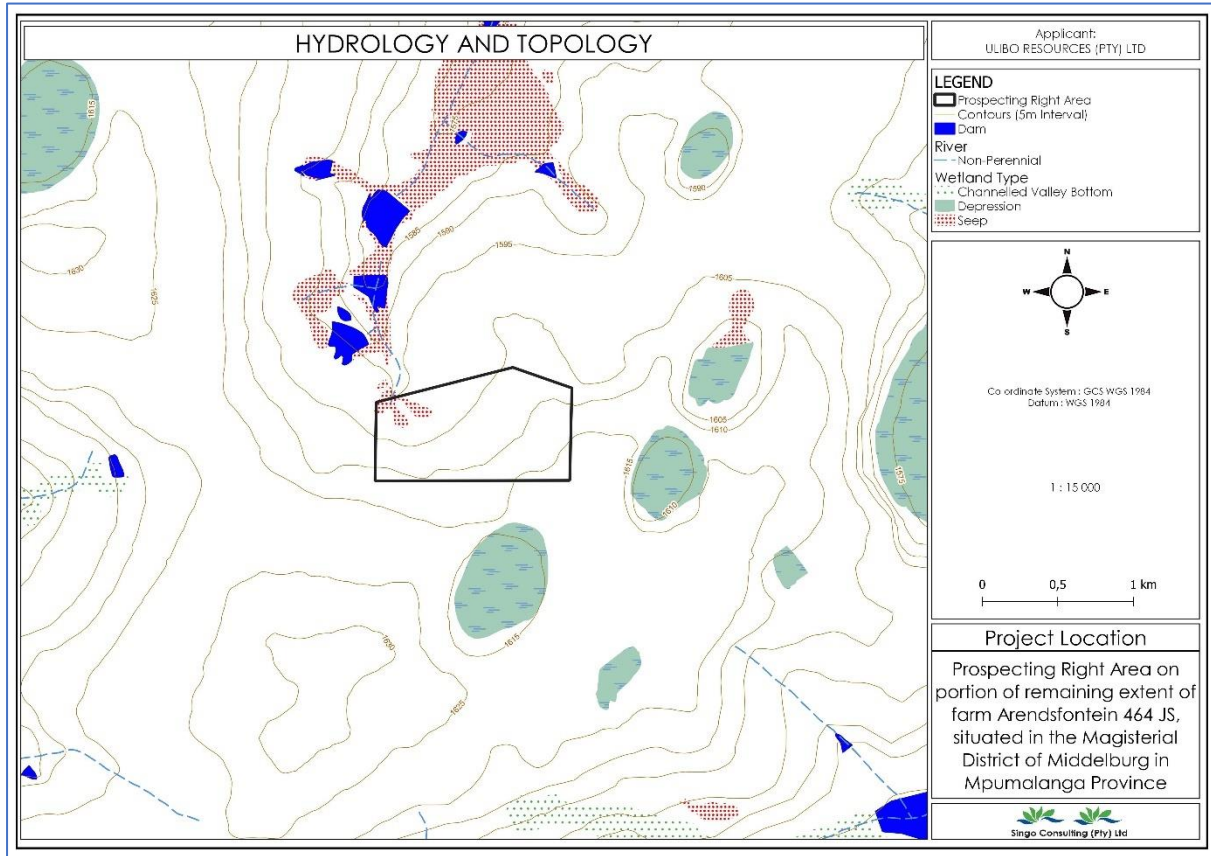 HYDROLOGY AND TOPOLOGY
Applicant:
ULIBO RESOURCES (PTY) LTD
LEGEND
Prospecting Right Area
Contours (5m Interval)
Dam
River
Non-Perennial
Wetland Type
Channelled Valley Bottom
Depression
Seep
N
W E
S
Co ordinate System : GCS WGS 1984
Datum : WGS 1984
1 : 15 000
0 0,5 1 km
Project Location
Prospecting Right Area on
portion of remaining extent of
farm Arendsfontein 464 JS,
situated in the Magisterial
District of Middelburg in
Mpumalanga Province
Singo Consulting (Pty) Ltd
1615
1590
1585
1590
1595
1630
1625
1605
1605
1610
1615
1610
1575
1615
1630
1625